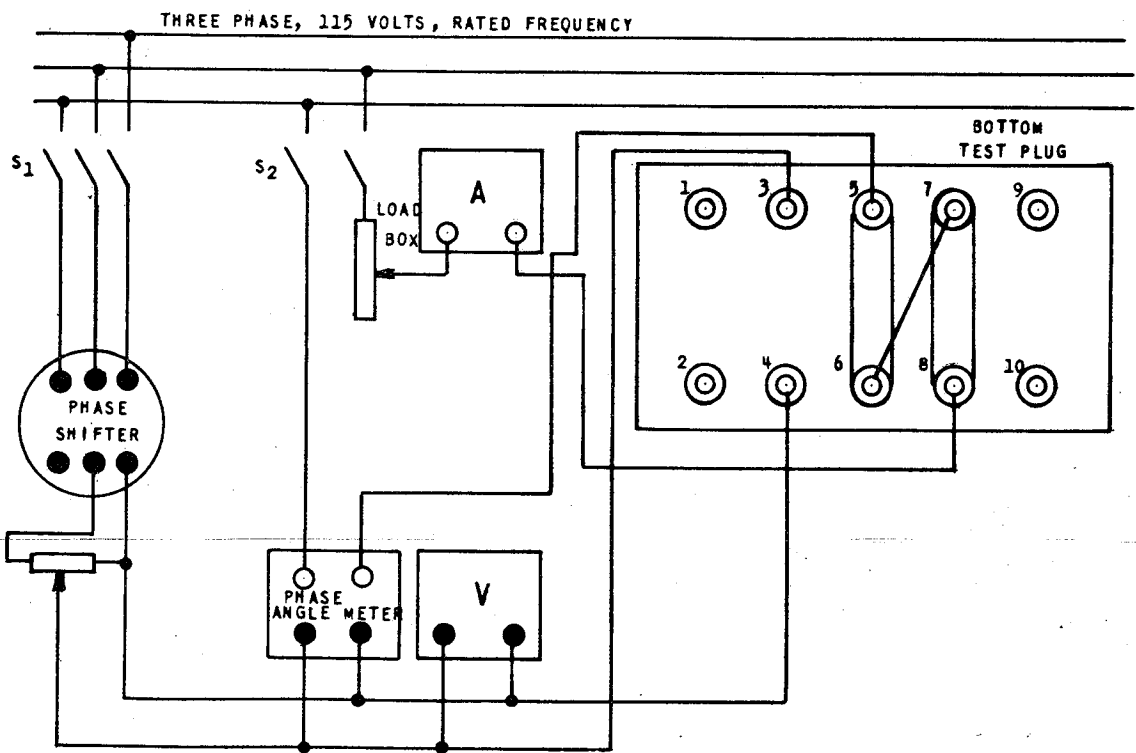 THREE PHASE, 115 VOLTS, RATED FREQUENCY
BOTTOM
TEST PLUG
S1
S2
A
LOAD
BOX
1
3
5
7
9
2
4
6
8
10
PHASE
SHIFTER
PHASE
ANGLE METER
V